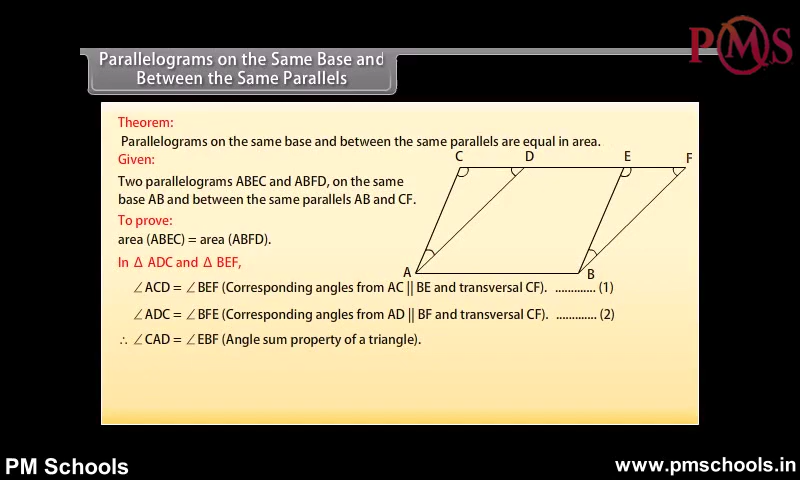 PMS
Parallelograms on the Same Base and
Between the Same Parallels
Theorem:
Parallelograms on the same base and between the same parallels are equal in area.
Given:
C D E F
Two parallelograms ABEC and ABFD, on the same
base AB and between the same parallels AB and CF.
To prove:
area (ABEC) = area (ABFD).
In Δ ADC and Δ BEF,
A B
∠ACD = ∠BEF (Corresponding angles from AC || BE and transversal CF). ............. (1)
∠ADC = ∠BFE (Corresponding angles from AD || BF and transversal CF). ............. (2)
∴ ∠CAD = ∠EBF (Angle sum property of a triangle).
PM Schools
www.pmschools.in